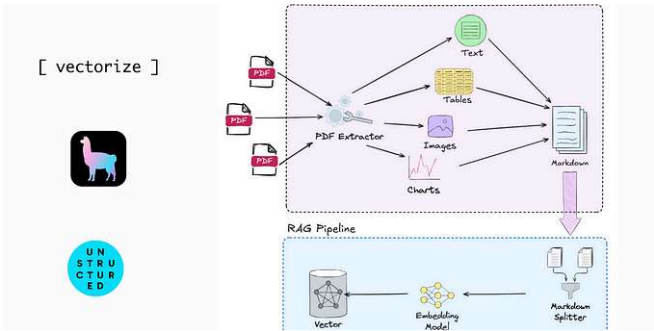 [ vectorize ]
UN
STRU
CTUR
ED
PDF
PDF
PDF
PDF Extractor
Text
Tables
Images
Charts
Markdown
RAG Pipeline
Markdown
Splitter
Embedding
Model
Vector